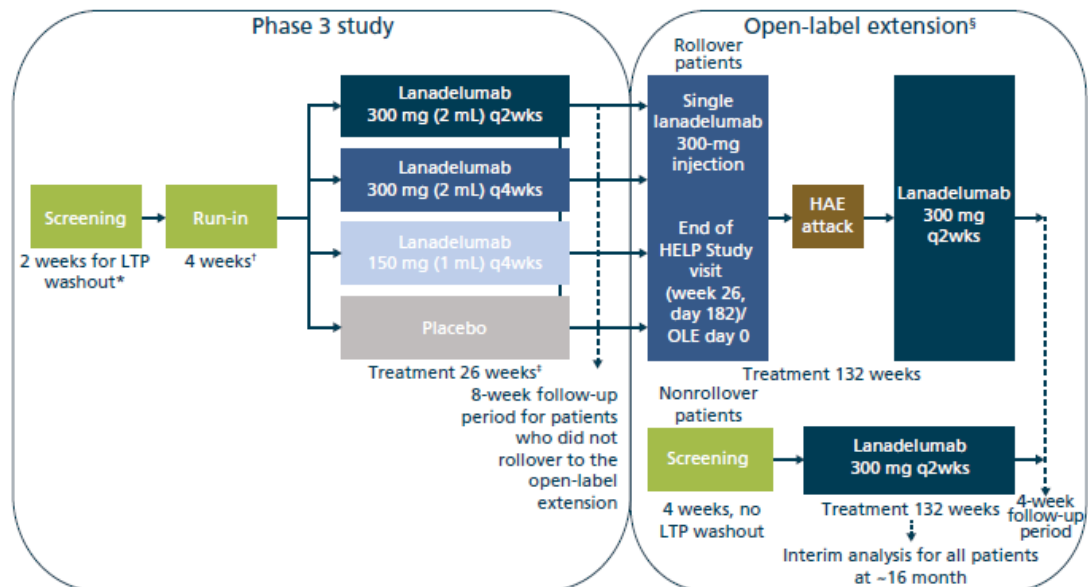 Phase 3 study
Open-label extension§
Rollover
patients
Lanadelumab
300 mg (2 mL) q2wks
Lanadelumab
300 mg (2 mL) q4wks
Lanadelumab
150 mg (1 mL) q4wks
Placebo
Screening
Run-in
2 weeks for LTP
washout*
4 weeks†
Treatment 26 weeks‡
8-week follow-up
period for patients
who did not
rollover to the
open-label
extension
Single
lanadelumab
300-mg
injection
End of
HELP Study
visit
(week 26,
day 182)/
OLE day 0
HAE
attack
Lanadelumab
300 mg
q2wks
Treatment 132 weeks
Nonrollover
patients
Screening
Lanadelumab
300 mg q2wks
4 weeks, no
LTP washout
Treatment 132 weeks
4-week
follow-up
period
Interim analysis for all patients
at ~16 month